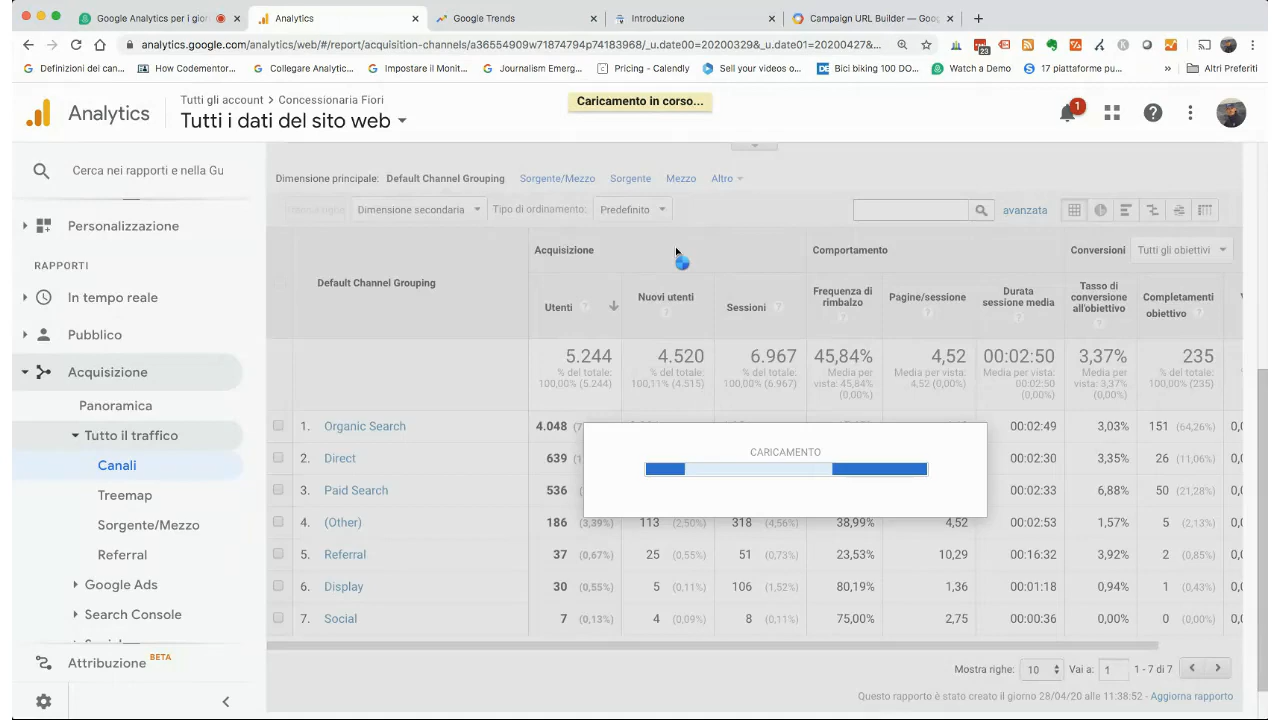 Google Analytics per i gior
Analytics
Google Trends
Introduzione
Campaign URL Builder — Goog
analytics.google.com/analytics/web/#/report/acquisition-channels/a36554909w71874794p74183968/_u.date00=20200329&_u.date01=20200427&...
23
Definizioni dei can...
How Codementor...
Collegare Analytic...
Impostare il Monit...
Journalism Emerg...
Pricing - Calendly
Sell your videos o...
Bici biking 100 DO...
Watch a Demo
17 piattaforme pu...
»
Altri Preferiti
Analytics
Tutti gli account > Concessionaria Fiori
Tutti i dati del sito web
Caricamento in corso...
1
Cerca nei rapporti e nella Gu
Personalizzazione
RAPPORTI
In tempo reale
Pubblico
Acquisizione
Panoramica
Tutto il traffico
Canali
Treemap
Sorgente/Mezzo
Referral
Google Ads
Search Console
Attribuzione BETA
Dimensione principale: Default Channel Grouping Sorgente/Mezzo Sorgente Mezzo Altro
Dimensione secondaria Tipo di ordinamento: Predefinito avanzata
Default Channel Grouping
Acquisizione Comportamento Conversioni Tutti gli obiettivi
Utenti ? Nuovi utenti ? Sessioni ? Frequenza di rimbalzo ? Pagine/sessione ? Durata sessione media ? Tasso di conversione all'obiettivo ? Completamenti obiettivo ?
5.244 4.520 6.967 45,84% 4,52 00:02:50 3,37% 235
% del totale: 100,00% (5.244) % del totale: 100,11% (4.515) % del totale: 100,00% (6.967) Media per vista: 45,84% (0,00%) Media per vista: 4,52 (0,00%) Media per vista: 00:02:50 (0,00%) Media per vista: 3,37% (0,00%) % del totale: 100,00% (235)
1. Organic Search 4.048 00:02:49 3,03% 151 (64,26%)
2. Direct 639 00:02:30 3,35% 26 (11,06%)
3. Paid Search 536 00:02:33 6,88% 50 (21,28%)
4. (Other) 186 (3,39%) 113 (2,50%) 318 (4,56%) 38,99% 4,52 00:02:53 1,57% 5 (2,13%)
5. Referral 37 (0,67%) 25 (0,55%) 51 (0,73%) 23,53% 10,29 00:16:32 3,92% 2 (0,85%)
6. Display 30 (0,55%) 5 (0,11%) 106 (1,52%) 80,19% 1,36 00:01:18 0,94% 1 (0,43%)
7. Social 7 (0,13%) 4 (0,09%) 8 (0,11%) 75,00% 2,75 00:00:36 0,00% 0 (0,00%)
CARICAMENTO
Mostra righe: 10 Vai a: 1 1 - 7 di 7
Questo rapporto è stato creato il giorno 28/04/20 alle 11:38:52 - Aggiorna rapporto